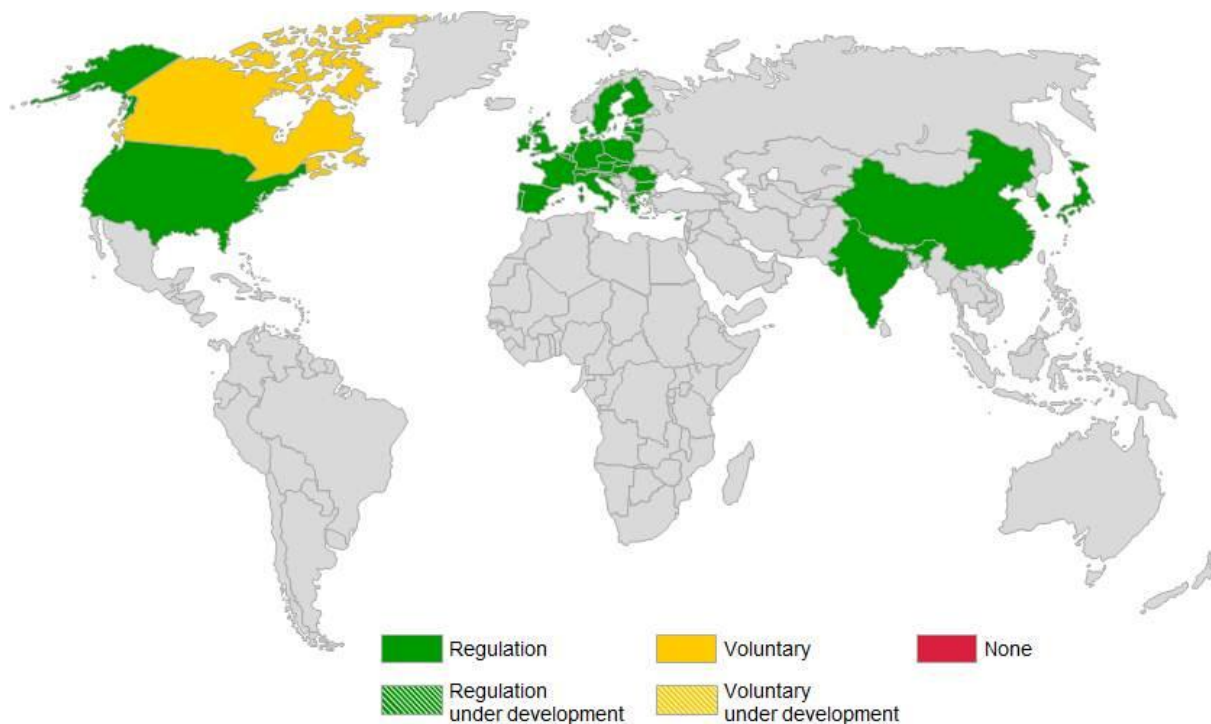 Regulation
Voluntary
None
Regulation
under development
Voluntary
under development